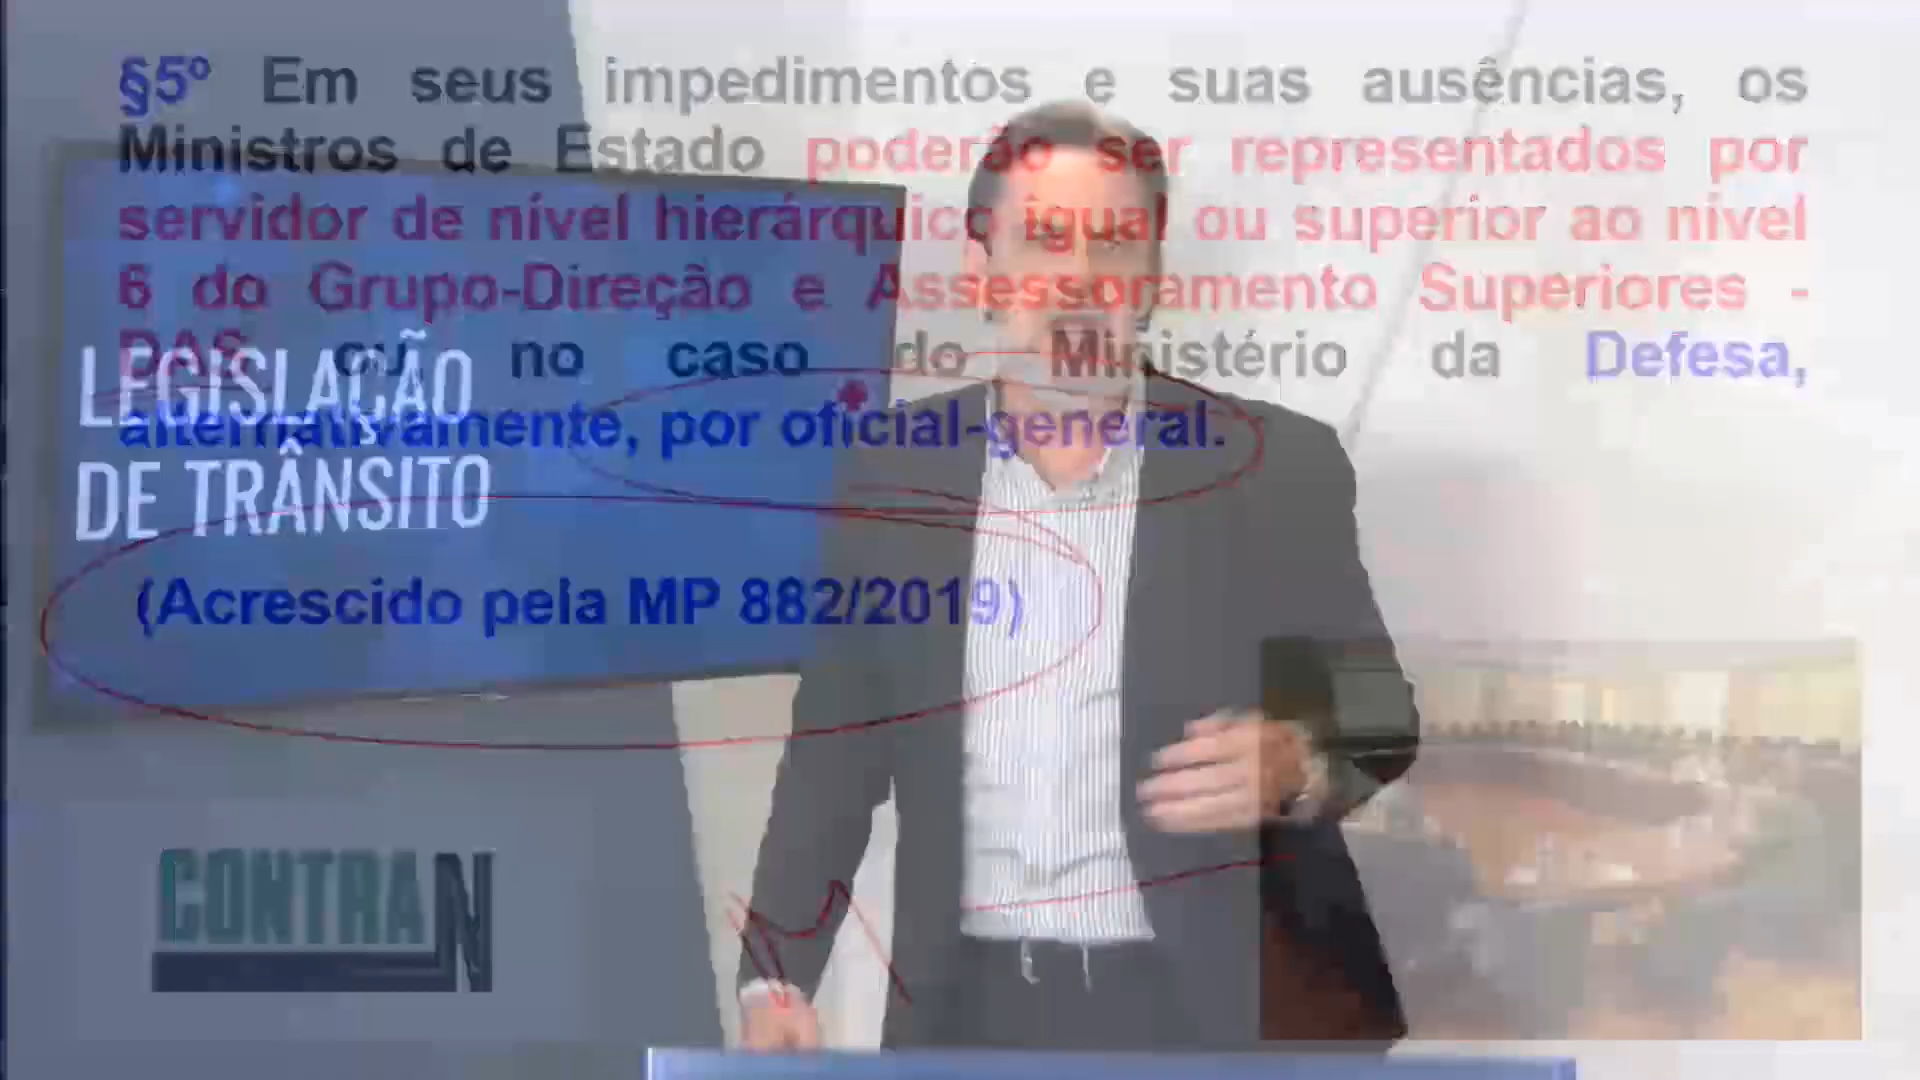 §5º Em seus impedimentos e suas ausências, os
Ministros de Estado poderão ser representados por
servidor de nível hierárquico igual ou superior ao nível
6 do Grupo-Direção e Assessoramento Superiores -
DAS ou, no caso do Ministério da Defesa,
alternativamente, por oficial-general.
LEGISLAÇÃO
DE TRÂNSITO
(Acrescido pela MP 882/2019)
CONTRAN